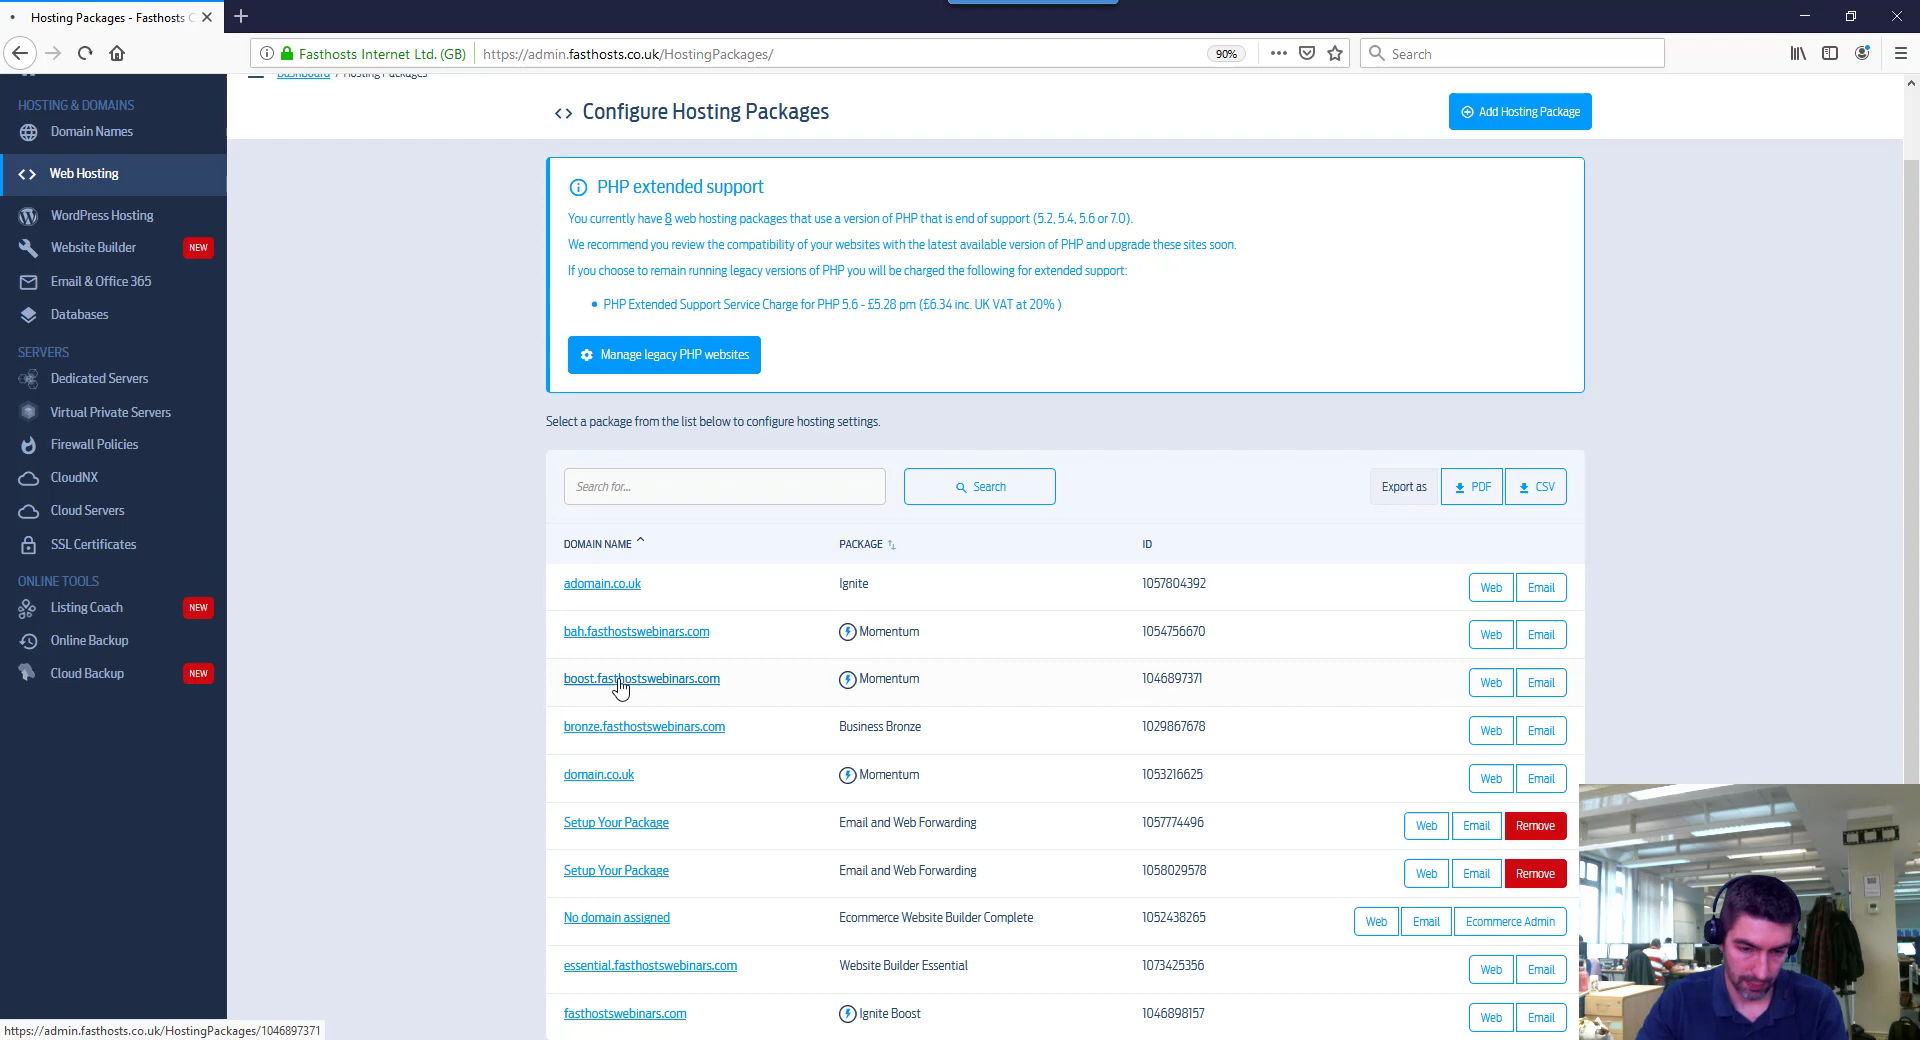 Hosting Packages - Fasthosts C
Fasthosts Internet Ltd. (GB)
https://admin.fasthosts.co.uk/HostingPackages/
90%
Search
Dashboard / Hosting Packages
Configure Hosting Packages
Add Hosting Package
HOSTING & DOMAINS
Domain Names
Web Hosting
WordPress Hosting
Website Builder NEW
Email & Office 365
Databases
SERVERS
Dedicated Servers
Virtual Private Servers
Firewall Policies
CloudNX
Cloud Servers
SSL Certificates
ONLINE TOOLS
Listing Coach NEW
Online Backup
Cloud Backup NEW
PHP extended support
You currently have 8 web hosting packages that use a version of PHP that is end of support (5.2, 5.4, 5.6 or 7.0).
We recommend you review the compatibility of your websites with the latest available version of PHP and upgrade these sites soon.
If you choose to remain running legacy versions of PHP you will be charged the following for extended support:
• PHP Extended Support Service Charge for PHP 5.6 - £5.28 pm (£6.34 inc. UK VAT at 20% )
Manage legacy PHP websites
Select a package from the list below to configure hosting settings.
Search for...
Search
Export as PDF CSV
DOMAIN NAME PACKAGE ID
adomain.co.uk Ignite 1057804392 Web Email
bah.fasthostswebinars.com Momentum 1054756670 Web Email
boost.fasthostswebinars.com Momentum 1046897371 Web Email
bronze.fasthostswebinars.com Business Bronze 1029867678 Web Email
domain.co.uk Momentum 1053216625 Web Email
Setup Your Package Email and Web Forwarding 1057774496 Web Email Remove
Setup Your Package Email and Web Forwarding 1058029578 Web Email Remove
No domain assigned Ecommerce Website Builder Complete 1052438265 Web Email Ecommerce Admin
essential.fasthostswebinars.com Website Builder Essential 1073425356 Web Email
fasthostswebinars.com Ignite Boost 1046898157 Web Email
https://admin.fasthosts.co.uk/HostingPackages/1046897371